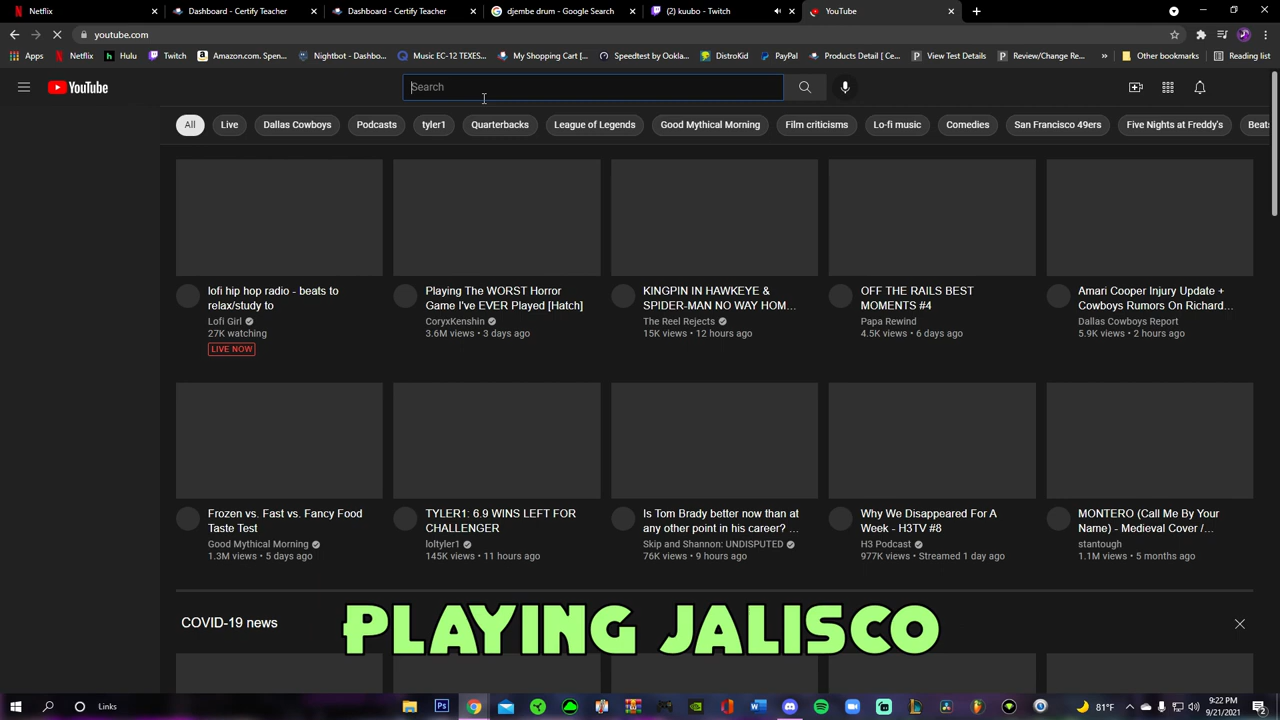 Netflix
Dashboard - Certify Teacher
Dashboard - Certify Teacher
djembe drum - Google Search
(2) kuubo - Twitch
YouTube
youtube.com
Apps
Netflix
Hulu
Twitch
Amazon.com. Spen...
Nightbot - Dashbo...
Music EC-12 TEXES...
My Shopping Cart [...
Speedtest by Ookla...
DistroKid
PayPal
Products Detail [ Ce...
View Test Details
Review/Change Re...
Other bookmarks
Reading list
YouTube
Search
All
Live
Dallas Cowboys
Podcasts
tyler1
Quarterbacks
League of Legends
Good Mythical Morning
Film criticisms
Lo-fi music
Comedies
San Francisco 49ers
Five Nights at Freddy's
Beats
lofi hip hop radio - beats to
relax/study to
Lofi Girl
27K watching
LIVE NOW
Playing The WORST Horror
Game I've EVER Played [Hatch]
CoryxKenshin
3.6M views • 3 days ago
KINGPIN IN HAWKEYE &
SPIDER-MAN NO WAY HOM...
The Reel Rejects
15K views • 12 hours ago
OFF THE RAILS BEST
MOMENTS #4
Papa Rewind
4.5K views • 6 days ago
Amari Cooper Injury Update +
Cowboys Rumors On Richard...
Dallas Cowboys Report
5.9K views • 2 hours ago
Frozen vs. Fast vs. Fancy Food
Taste Test
Good Mythical Morning
1.3M views • 5 days ago
TYLER1: 6.9 WINS LEFT FOR
CHALLENGER
loltyler1
145K views • 11 hours ago
Is Tom Brady better now than at
any other point in his career? ...
Skip and Shannon: UNDISPUTED
76K views • 9 hours ago
Why We Disappeared For A
Week - H3TV #8
H3 Podcast
977K views • Streamed 1 day ago
MONTERO (Call Me By Your
Name) - Medieval Cover /...
stantough
1.1M views • 5 months ago
COVID-19 news
PLAYING JALISCO
Links
81°F
9:22 PM
9/21/2021